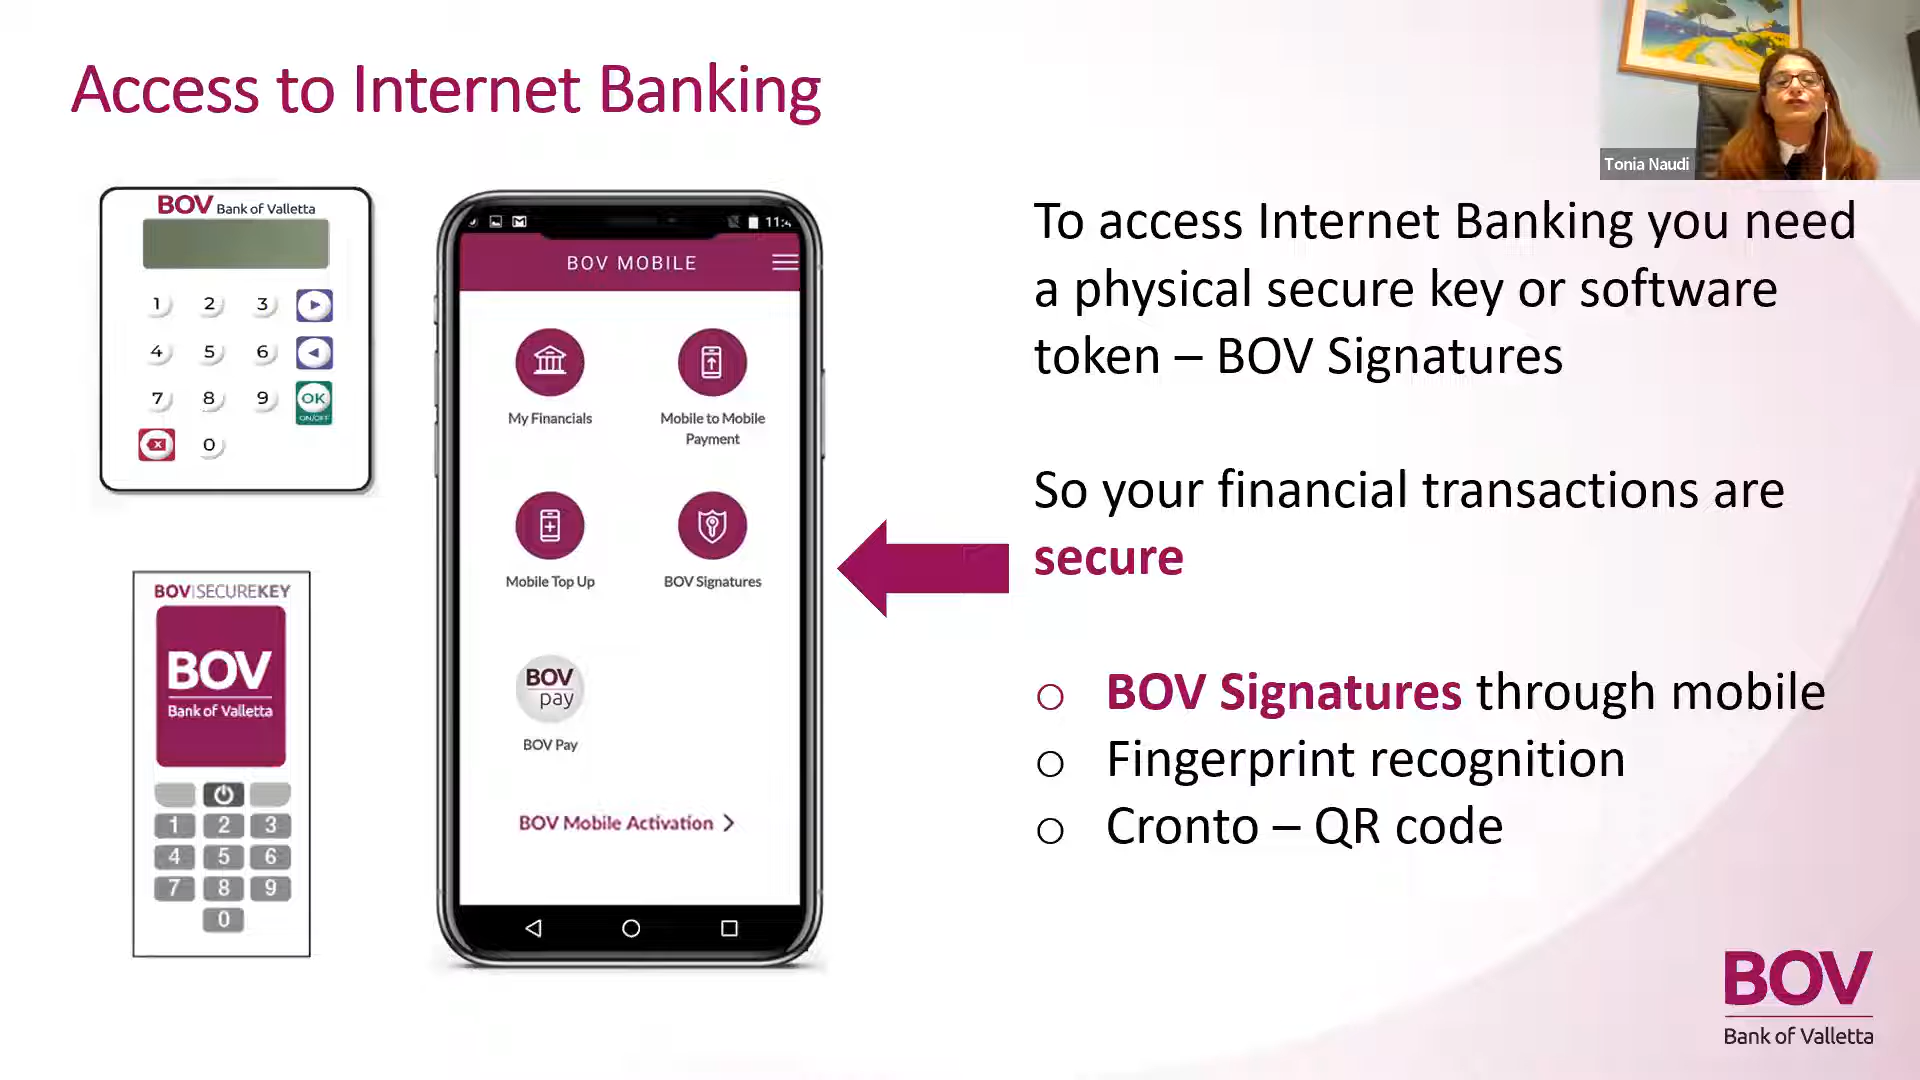 Access to Internet Banking
Tonia Naudi
BOV Bank of Valletta
1 2 3
4 5 6
7 8 9 OK
ON/OFF
0
BOV SECUREKEY
BOV
Bank of Valletta
1 2 3
4 5 6
7 8 9
0
11:4
BOV MOBILE
My Financials
Mobile to Mobile
Payment
Mobile Top Up
BOV Signatures
BOV
pay
BOV Pay
BOV Mobile Activation
To access Internet Banking you need
a physical secure key or software
token – BOV Signatures
So your financial transactions are
secure
BOV Signatures through mobile
Fingerprint recognition
Cronto – QR code
BOV
Bank of Valletta